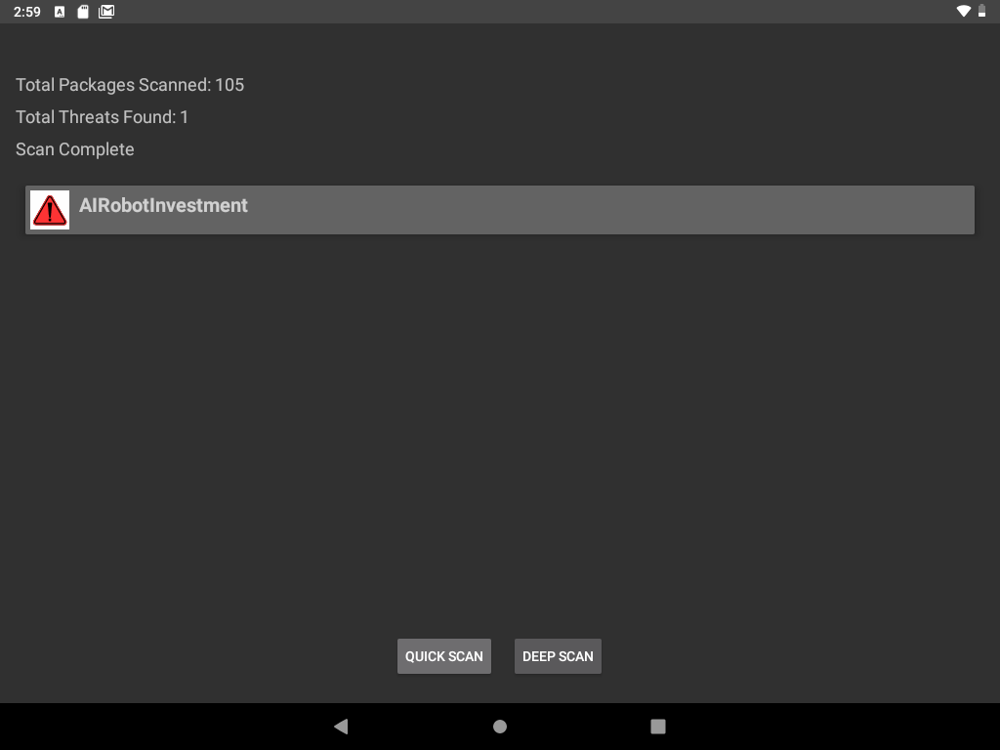 2:59
Total Packages Scanned: 105
Total Threats Found: 1
Scan Complete
AIRobotInvestment
QUICK SCAN
DEEP SCAN